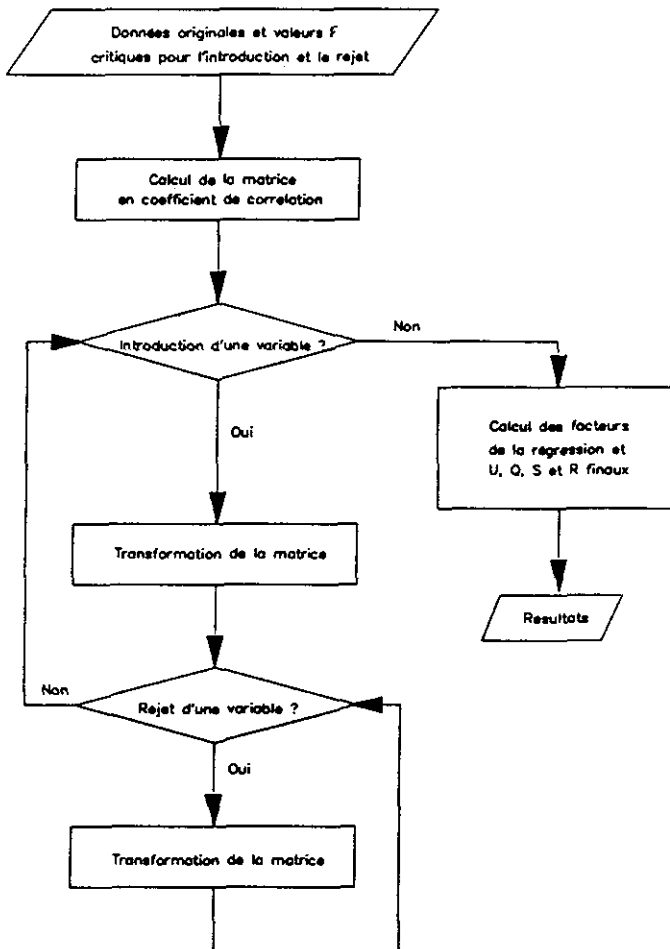 Données originales et valeurs F
critiques pour l'introduction et le rejet
Calcul de la matrice
en coefficient de correlation
Introduction d'une variable ?
Non
Oui
Calcul des facteurs
de la régression et
U, Q, S et R finaux
Transformation de la matrice
Resultats
Non
Rejet d'une variable ?
Oui
Transformation de la matrice